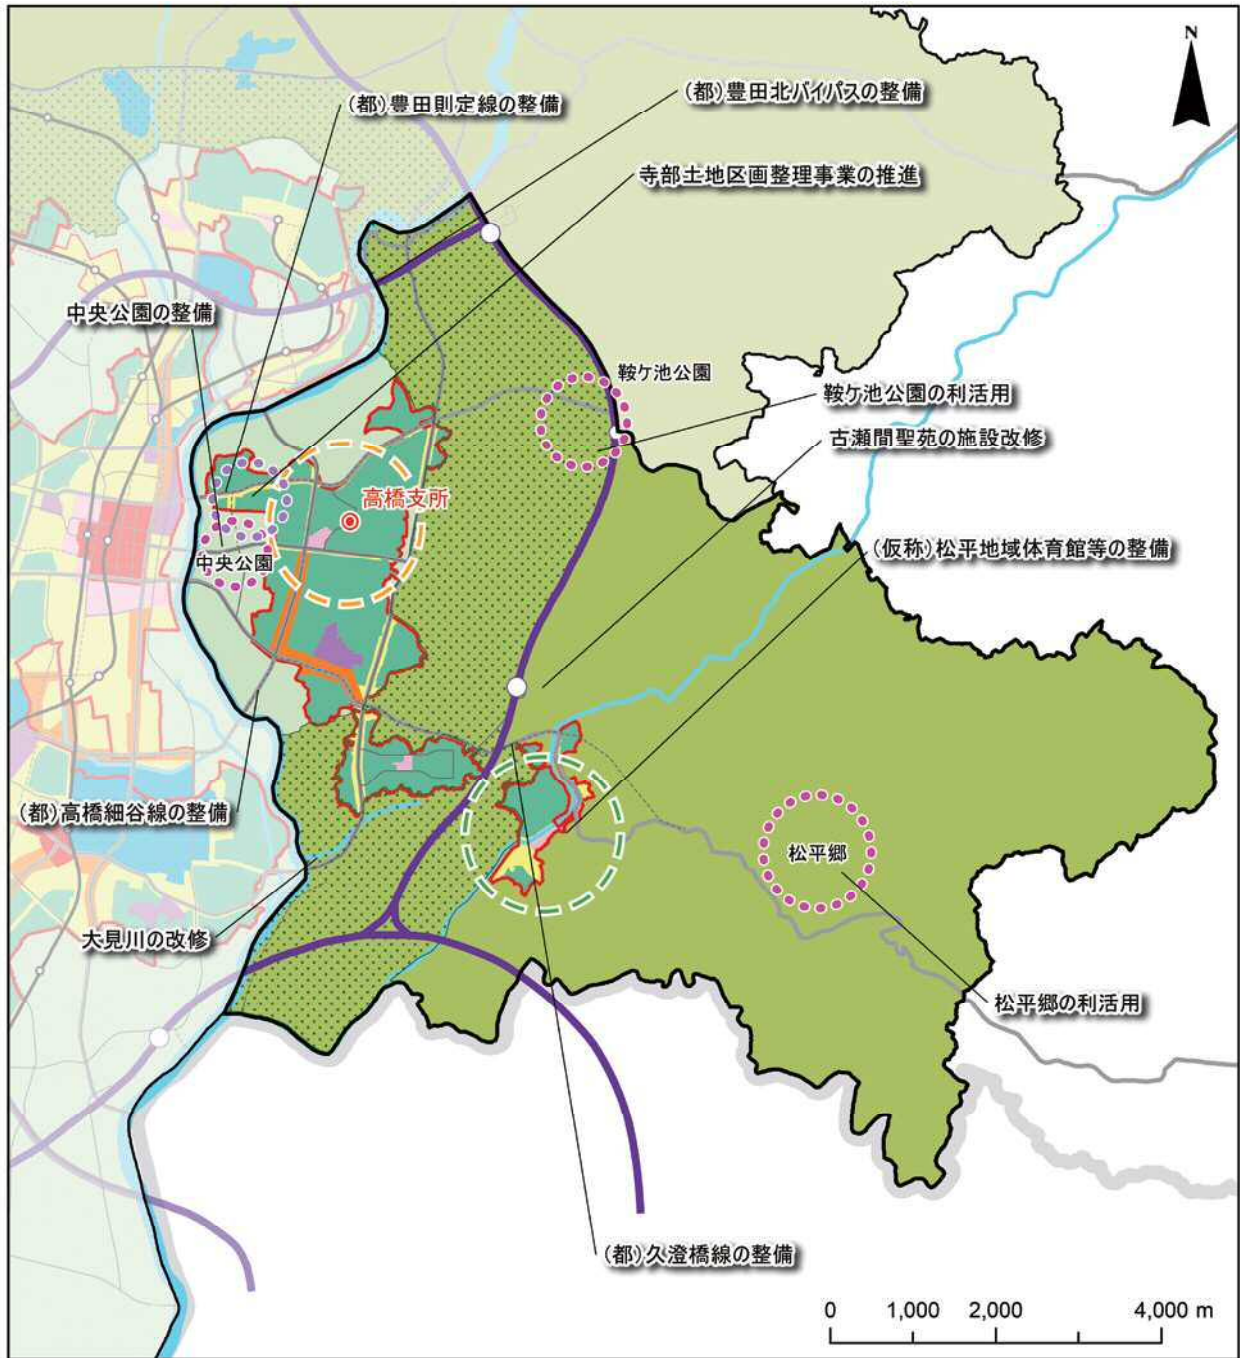 N
(都)豊田則定線の整備
(都)豊田北バイパスの整備
寺部土地区画整理事業の推進
中央公園の整備
鞍ケ池公園
鞍ケ池公園の利活用
古瀬間聖苑の施設改修
高橋支所
(仮称)松平地域体育館等の整備
中央公園
(都)高橋細谷線の整備
松平郷
大見川の改修
松平郷の利活用
(都)久澄橋線の整備
0 1,000 2,000 4,000 m